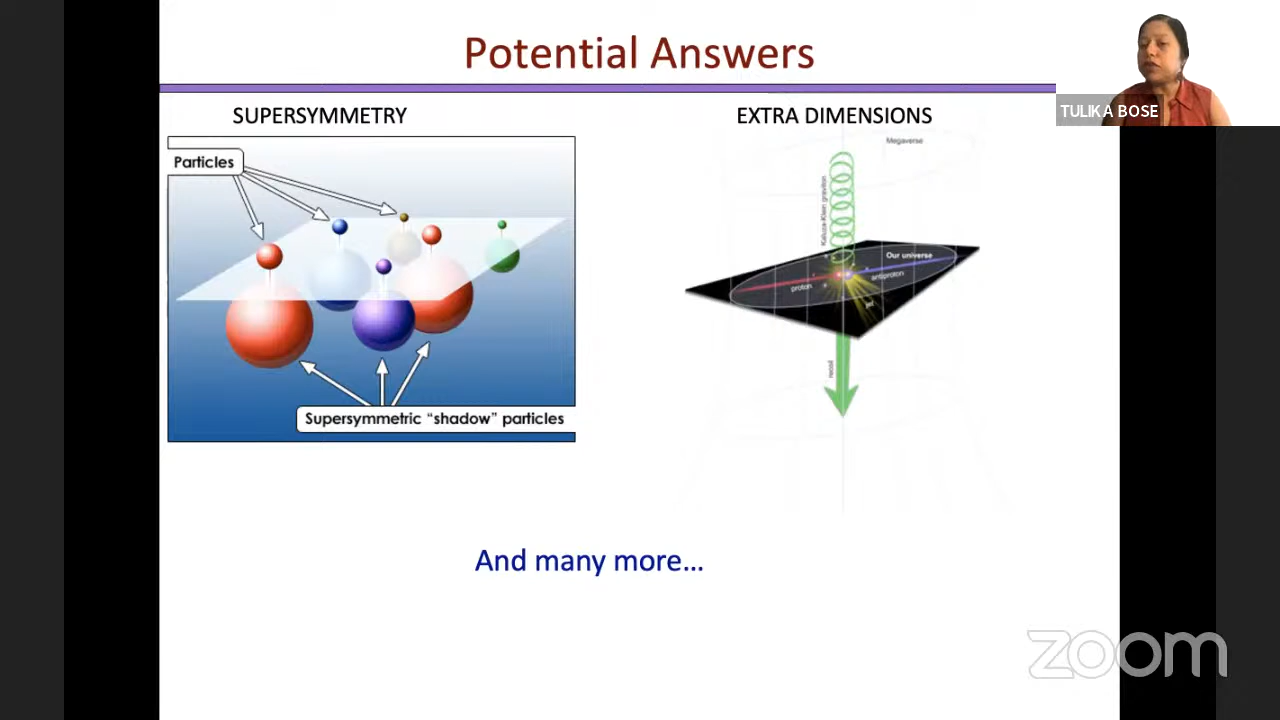 Potential Answers
TULIKA BOSE
SUPERSYMMETRY
EXTRA DIMENSIONS
Particles
Supersymmetric “shadow” particles
Megaverse
Kaluza-Klein graviton
Our universe
proton
antiproton
jet
recoil
And many more...
zoom